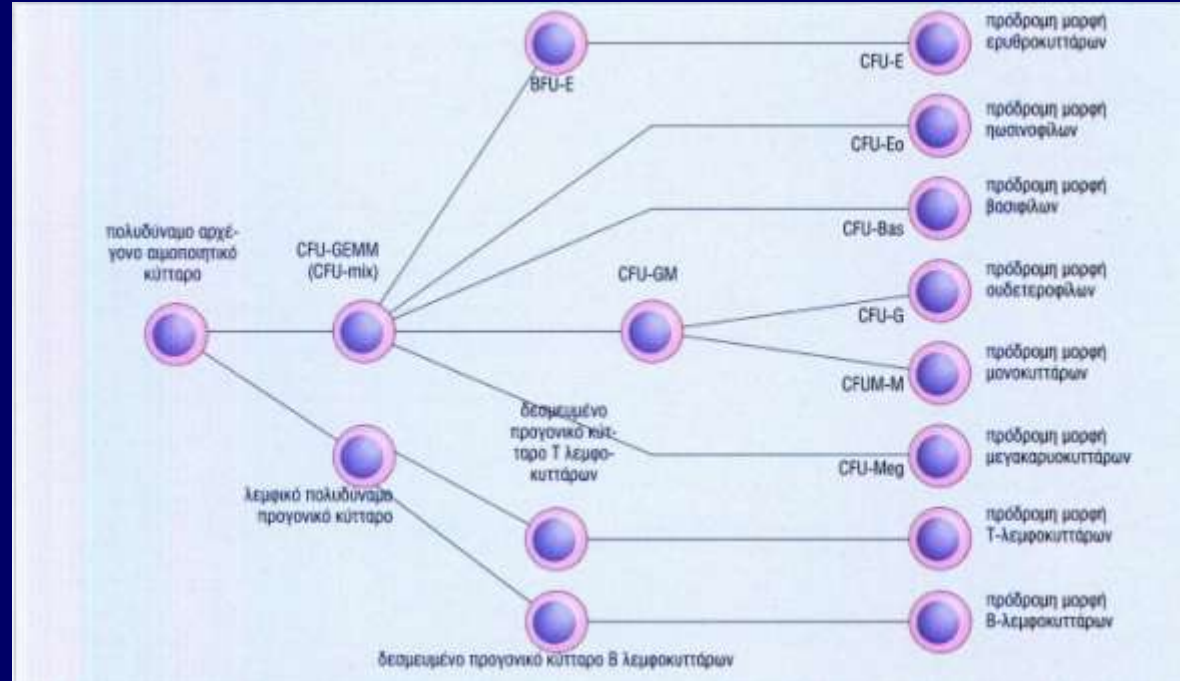 πρόδρομη μορφή
ερυθροκυττάρων
CFU-E
BFU-E
πρόδρομη μορφή
ηωσινοφίλων
CFU-Eo
πρόδρομη μορφή
βασιφίλων
CFU-Bas
πολυδύναμο αρχέ-
γονο αιμοποιητικό
κύτταρο
CFU-GEMM
(CFU-mix)
CFU-GM
πρόδρομη μορφή
ουδετεροφίλων
CFU-G
πρόδρομη μορφή
μονοκυττάρων
CFUM-M
δεσμευμένο
προγονικό κύτ-
ταρο Τ λεμφο-
κυττάρων
πρόδρομη μορφή
μεγακαρυοκυττάρων
CFU-Meg
λεμφικό πολυδύναμο
προγονικό κύτταρο
πρόδρομη μορφή
Τ-λεμφοκυττάρων
πρόδρομη μορφή
Β-λεμφοκυττάρων
δεσμευμένο προγονικό κύτταρο Β λεμφοκυττάρων